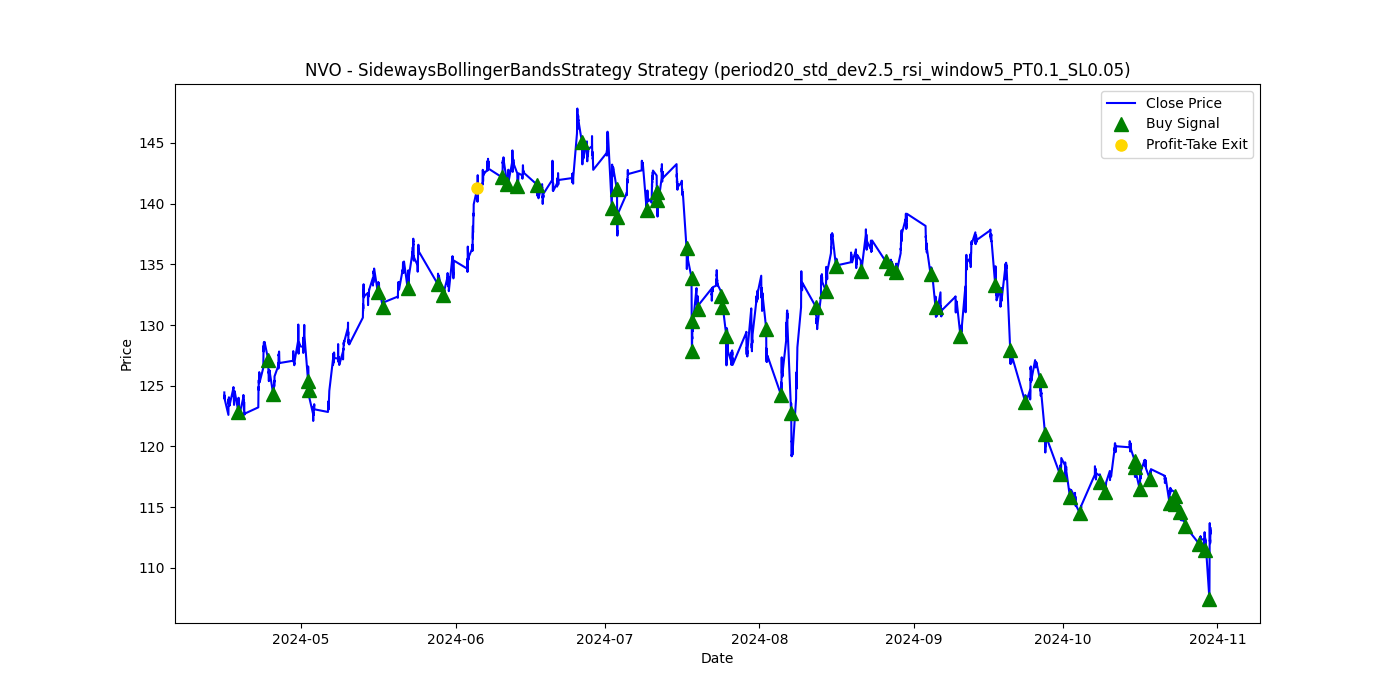 NVO - SidewaysBollingerBandsStrategy Strategy (period20_std_dev2.5_rsi_window5_PT0.1_SL0.05)
Close Price
Buy Signal
Profit-Take Exit
Price
145
140
135
130
125
120
115
110
2024-05
2024-06
2024-07
2024-08
2024-09
2024-10
2024-11
Date